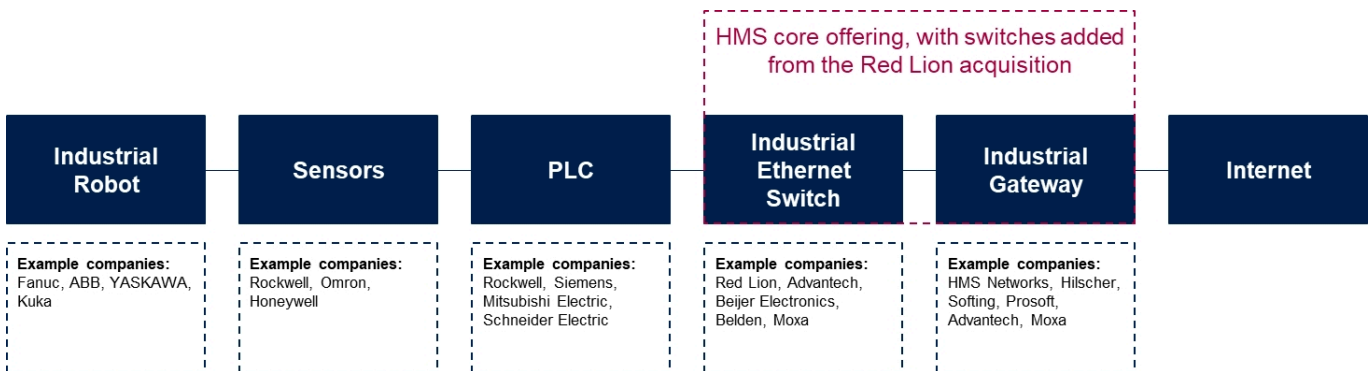 HMS core offering, with switches added
from the Red Lion acquisition
Industrial
Robot
Sensors
PLC
Industrial
Ethernet
Switch
Industrial
Gateway
Internet
Example companies:
Fanuc, ABB, YASKAWA,
Kuka
Example companies:
Rockwell, Omron,
Honeywell
Example companies:
Rockwell, Siemens,
Mitsubishi Electric,
Schneider Electric
Example companies:
Red Lion, Advantech,
Beijer Electronics,
Belden, Moxa
Example companies:
HMS Networks, Hilscher,
Softing, Prosoft,
Advantech, Moxa